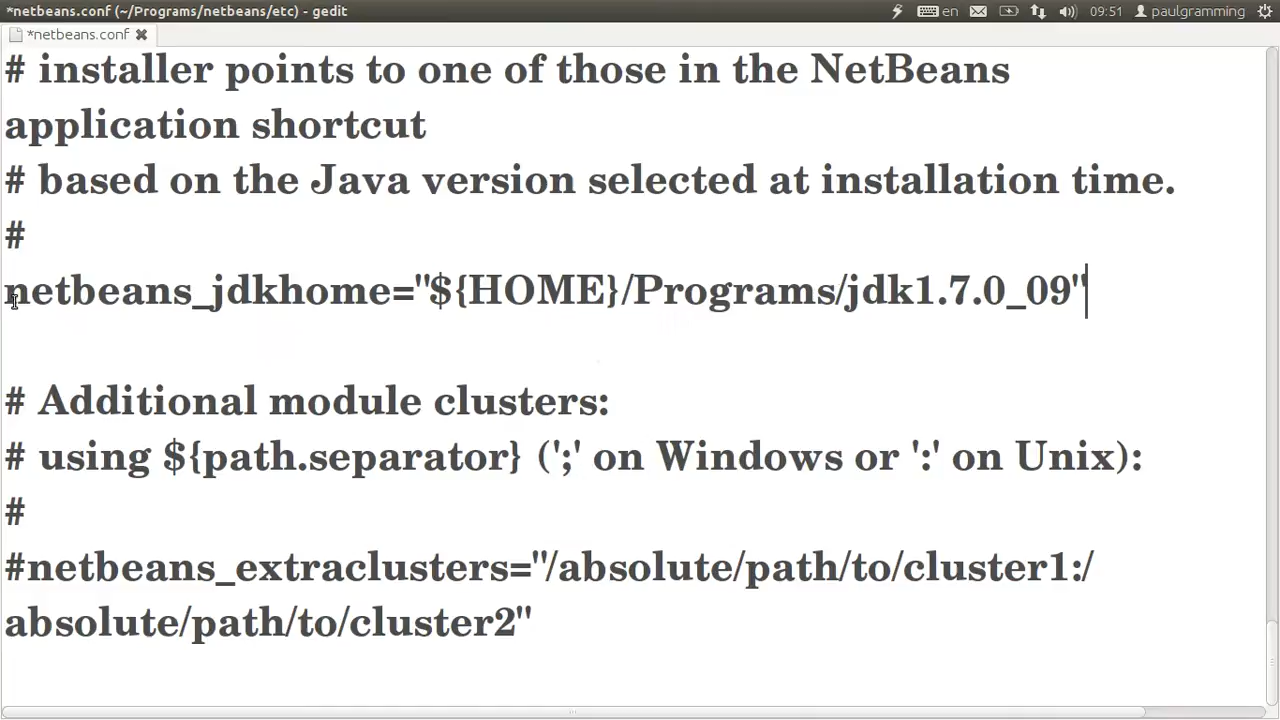 *netbeans.conf (~/Programs/netbeans/etc) - gedit
en
09:51
paulgramming
*netbeans.conf
# installer points to one of those in the NetBeans
application shortcut
# based on the Java version selected at installation time.
#
netbeans_jdkhome="${HOME}/Programs/jdk1.7.0_09"
# Additional module clusters:
# using ${path.separator} (';' on Windows or ':' on Unix):
#
#netbeans_extraclusters="/absolute/path/to/cluster1:/
absolute/path/to/cluster2"